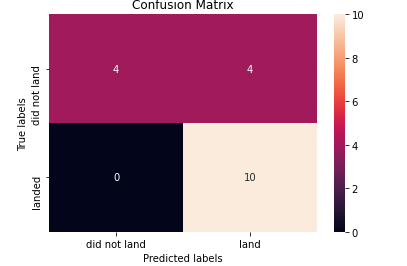 Confusion Matrix
10
4
4
8
did not land
6
True labels
4
0
10
landed
2
0
did not land
land
Predicted labels